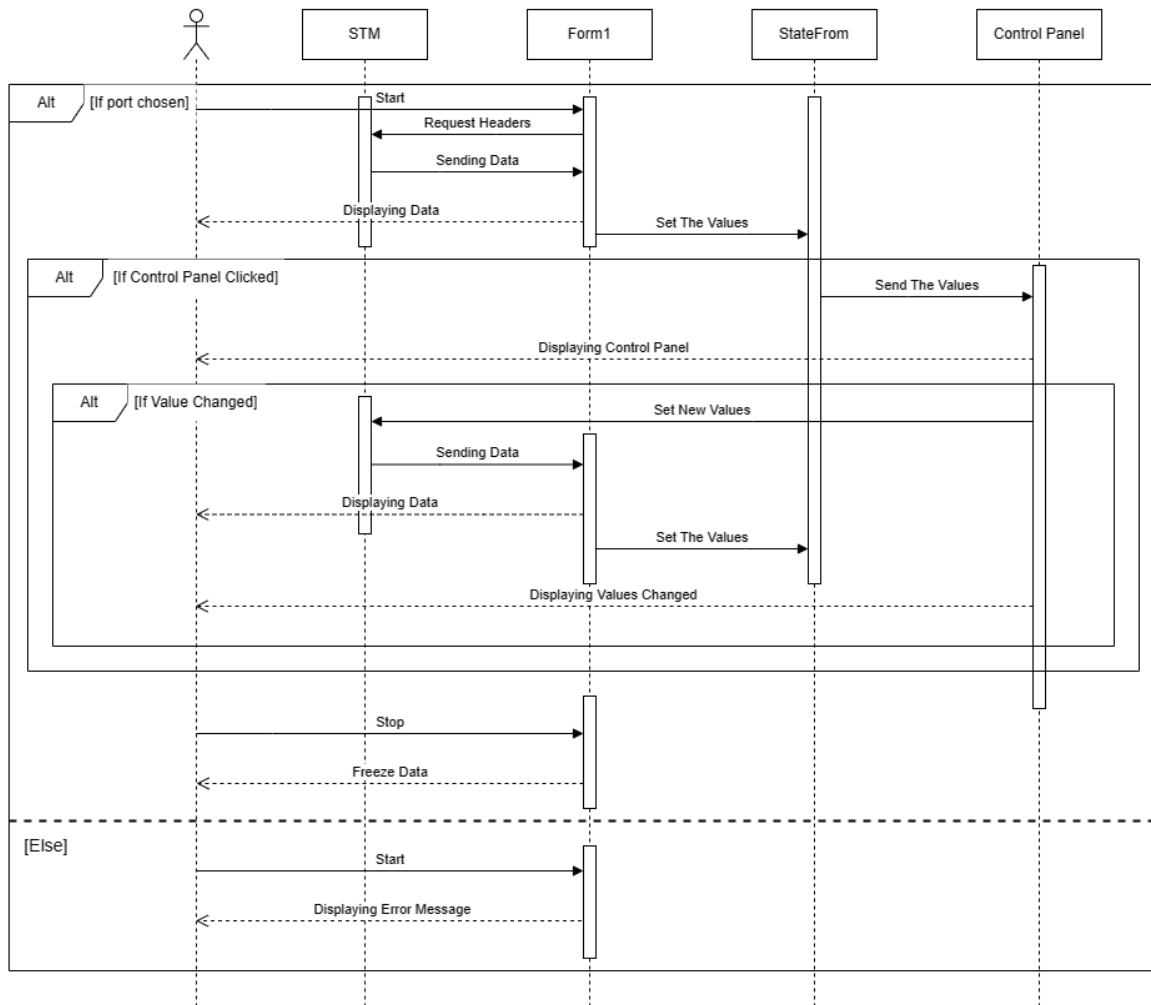 STM
Form1
StateFrom
Control Panel
Alt
[If port chosen]
Start
Request Headers
Sending Data
Displaying Data
Set The Values
Alt
[If Control Panel Clicked]
Send The Values
Displaying Control Panel
Alt
[If Value Changed]
Set New Values
Sending Data
Displaying Data
Set The Values
Displaying Values Changed
Stop
Freeze Data
[Else]
Start
Displaying Error Message